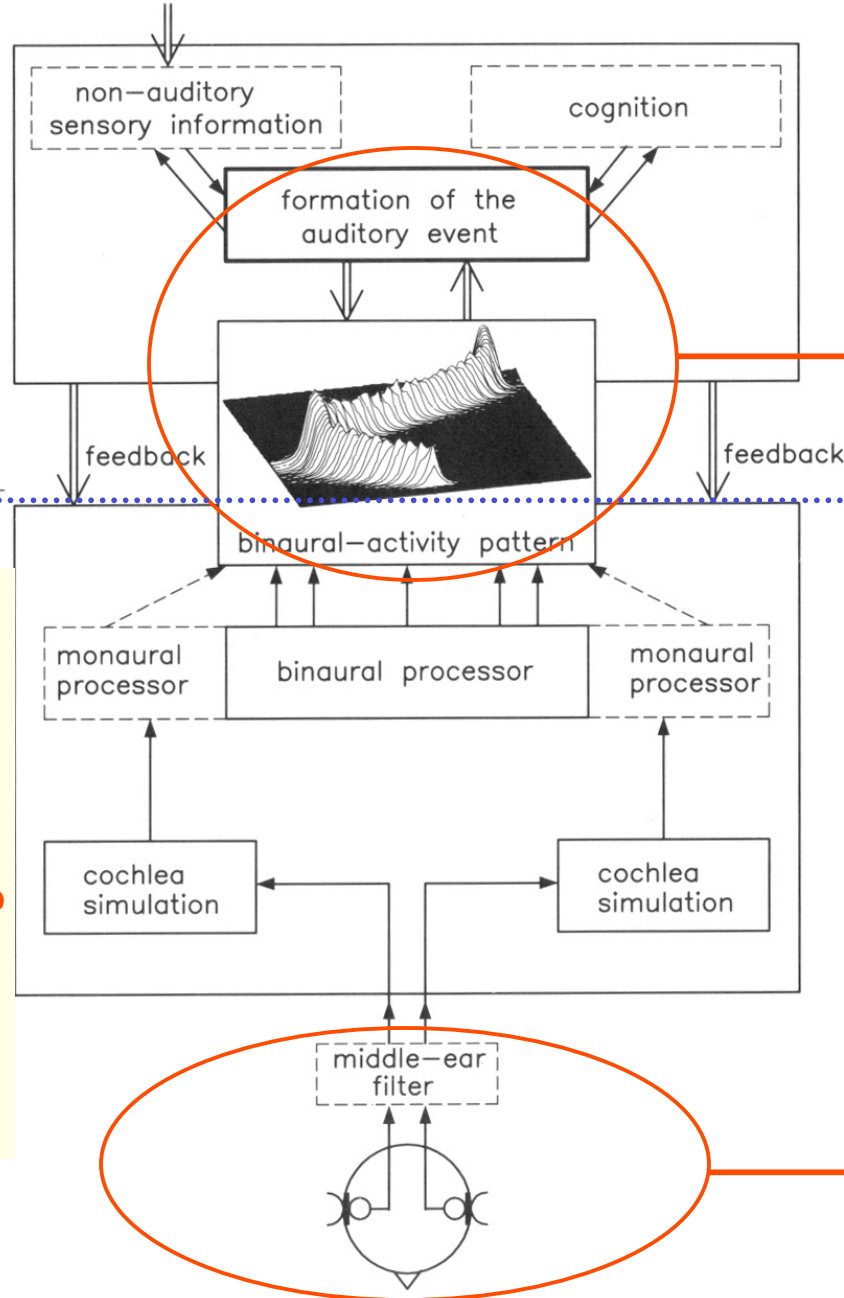 non-auditory
sensory information
cognition
formation of the
auditory event
feedback
feedback
binaural-activity pattern
monaural
processor
binaural processor
monaural
processor
cochlea
simulation
cochlea
simulation
middle-ear
filter